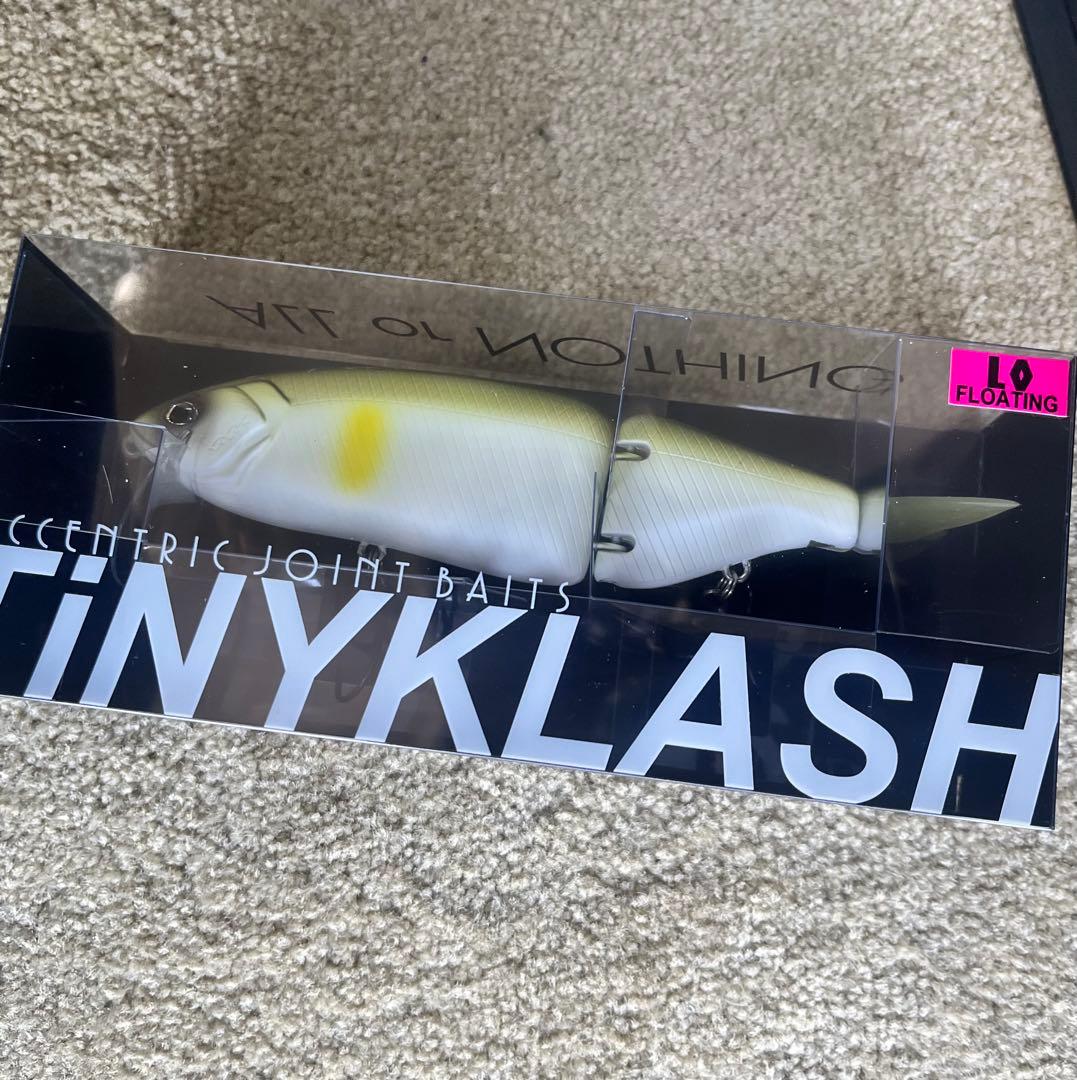 ALL or NOTHING
LO
FLOATING
CCENTRIC JOINT BAITS
TiNYKLASH